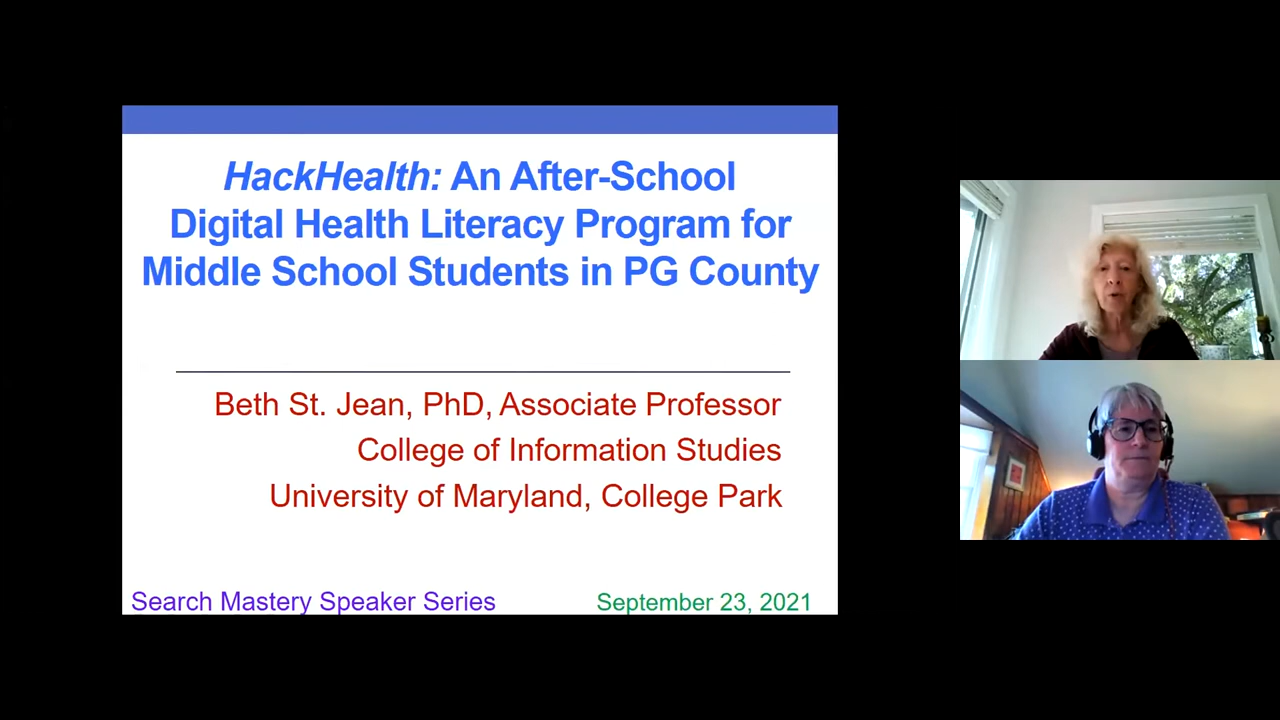 HackHealth: An After-School
Digital Health Literacy Program for
Middle School Students in PG County
Beth St. Jean, PhD, Associate Professor
College of Information Studies
University of Maryland, College Park
Search Mastery Speaker Series
September 23, 2021